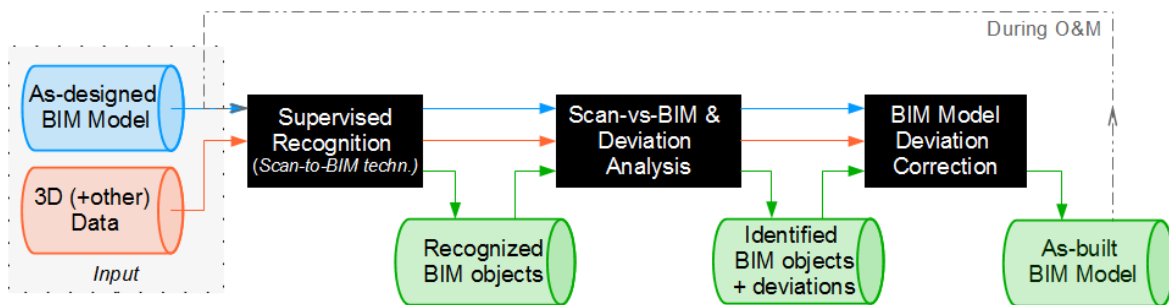 During O&M
As-designed
BIM Model
3D (+other)
Data
Input
Supervised
Recognition
(Scan-to-BIM techn.)
Scan-vs-BIM &
Deviation
Analysis
BIM Model
Deviation
Correction
Recognized
BIM objects
Identified
BIM objects
+ deviations
As-built
BIM Model